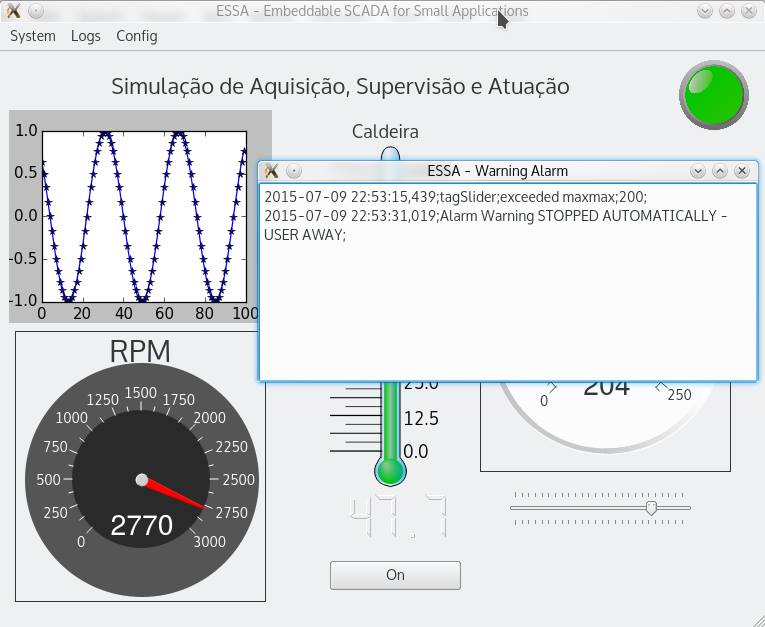 ESSA - Embeddable SCADA for Small Applications
System Logs Config
Simulação de Aquisição, Supervisão e Atuação
Caldeira
1.0
0.5
0.0
-0.5
-1.0
0 20 40 60 80 100
ESSA - Warning Alarm
2015-07-09 22:53:15,439;tagSlider;exceeded maxmax;200;
2015-07-09 22:53:31,019;Alarm Warning STOPPED AUTOMATICALLY -
USER AWAY;
RPM
0
250
500
750
1000
1250
1500
1750
2000
2250
2500
2750
3000
2770
25.0
12.5
0.0
47.7
On
0
204
250